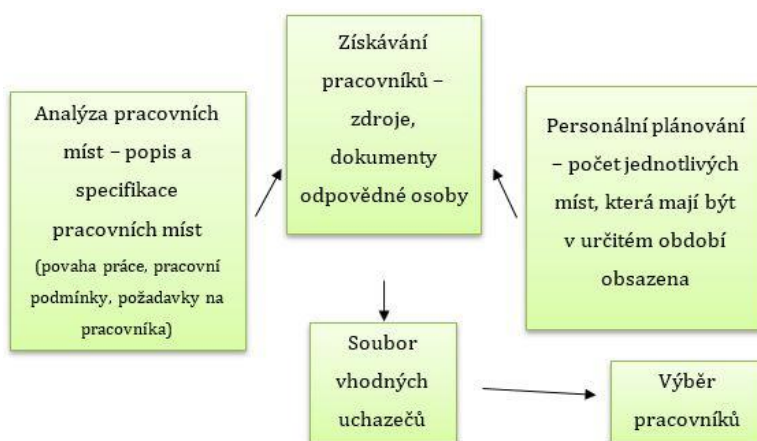 Analýza pracovních
míst – popis a
specifikace
pracovních míst
(povaha práce, pracovní
podmínky, požadavky na
pracovníka)
Získávání
pracovníků –
zdroje,
dokumenty
odpovědné osoby
Personální plánování
– počet jednotlivých
míst, která mají být
v určitém období
obsazena
Soubor
vhodných
uchazečů
Výběr
pracovníků